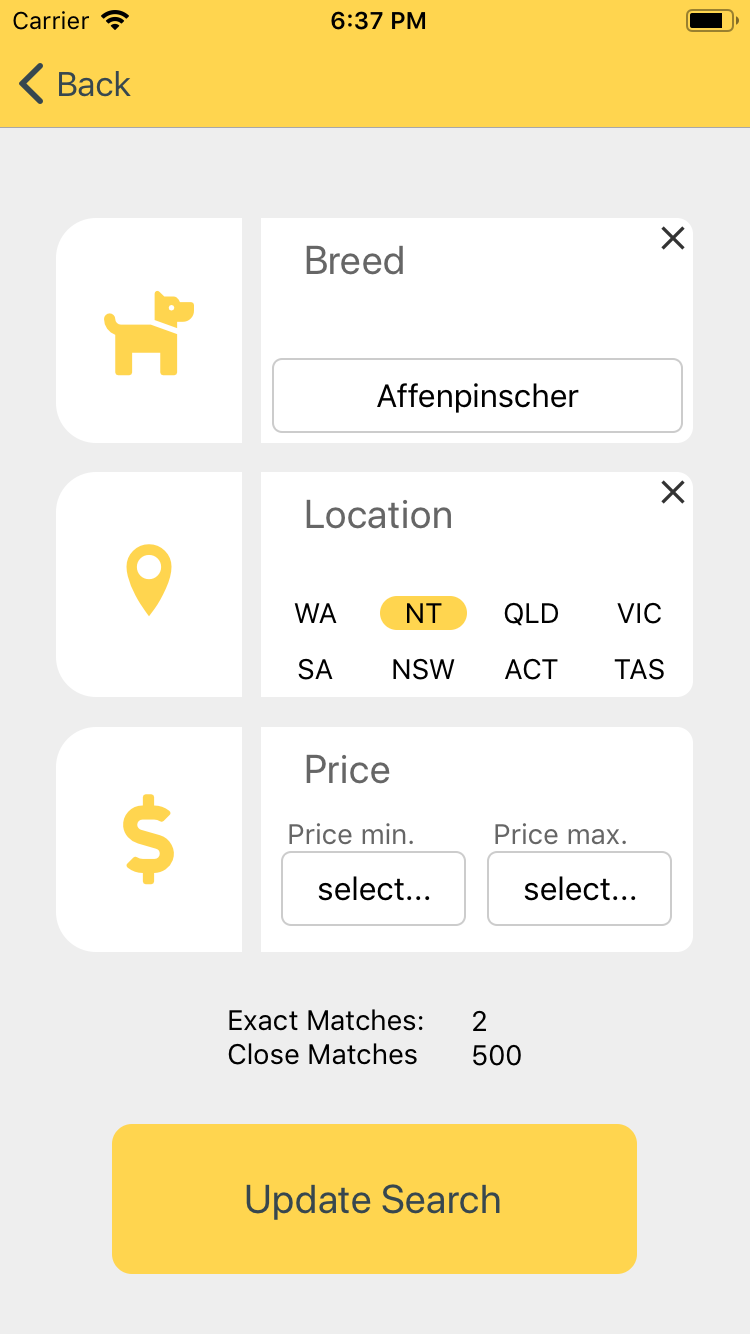 Carrier 6:37 PM
Back
Breed
Affenpinscher
Location
WA NT QLD VIC
SA NSW ACT TAS
Price
Price min. Price max.
select... select...
Exact Matches: 2
Close Matches 500
Update Search